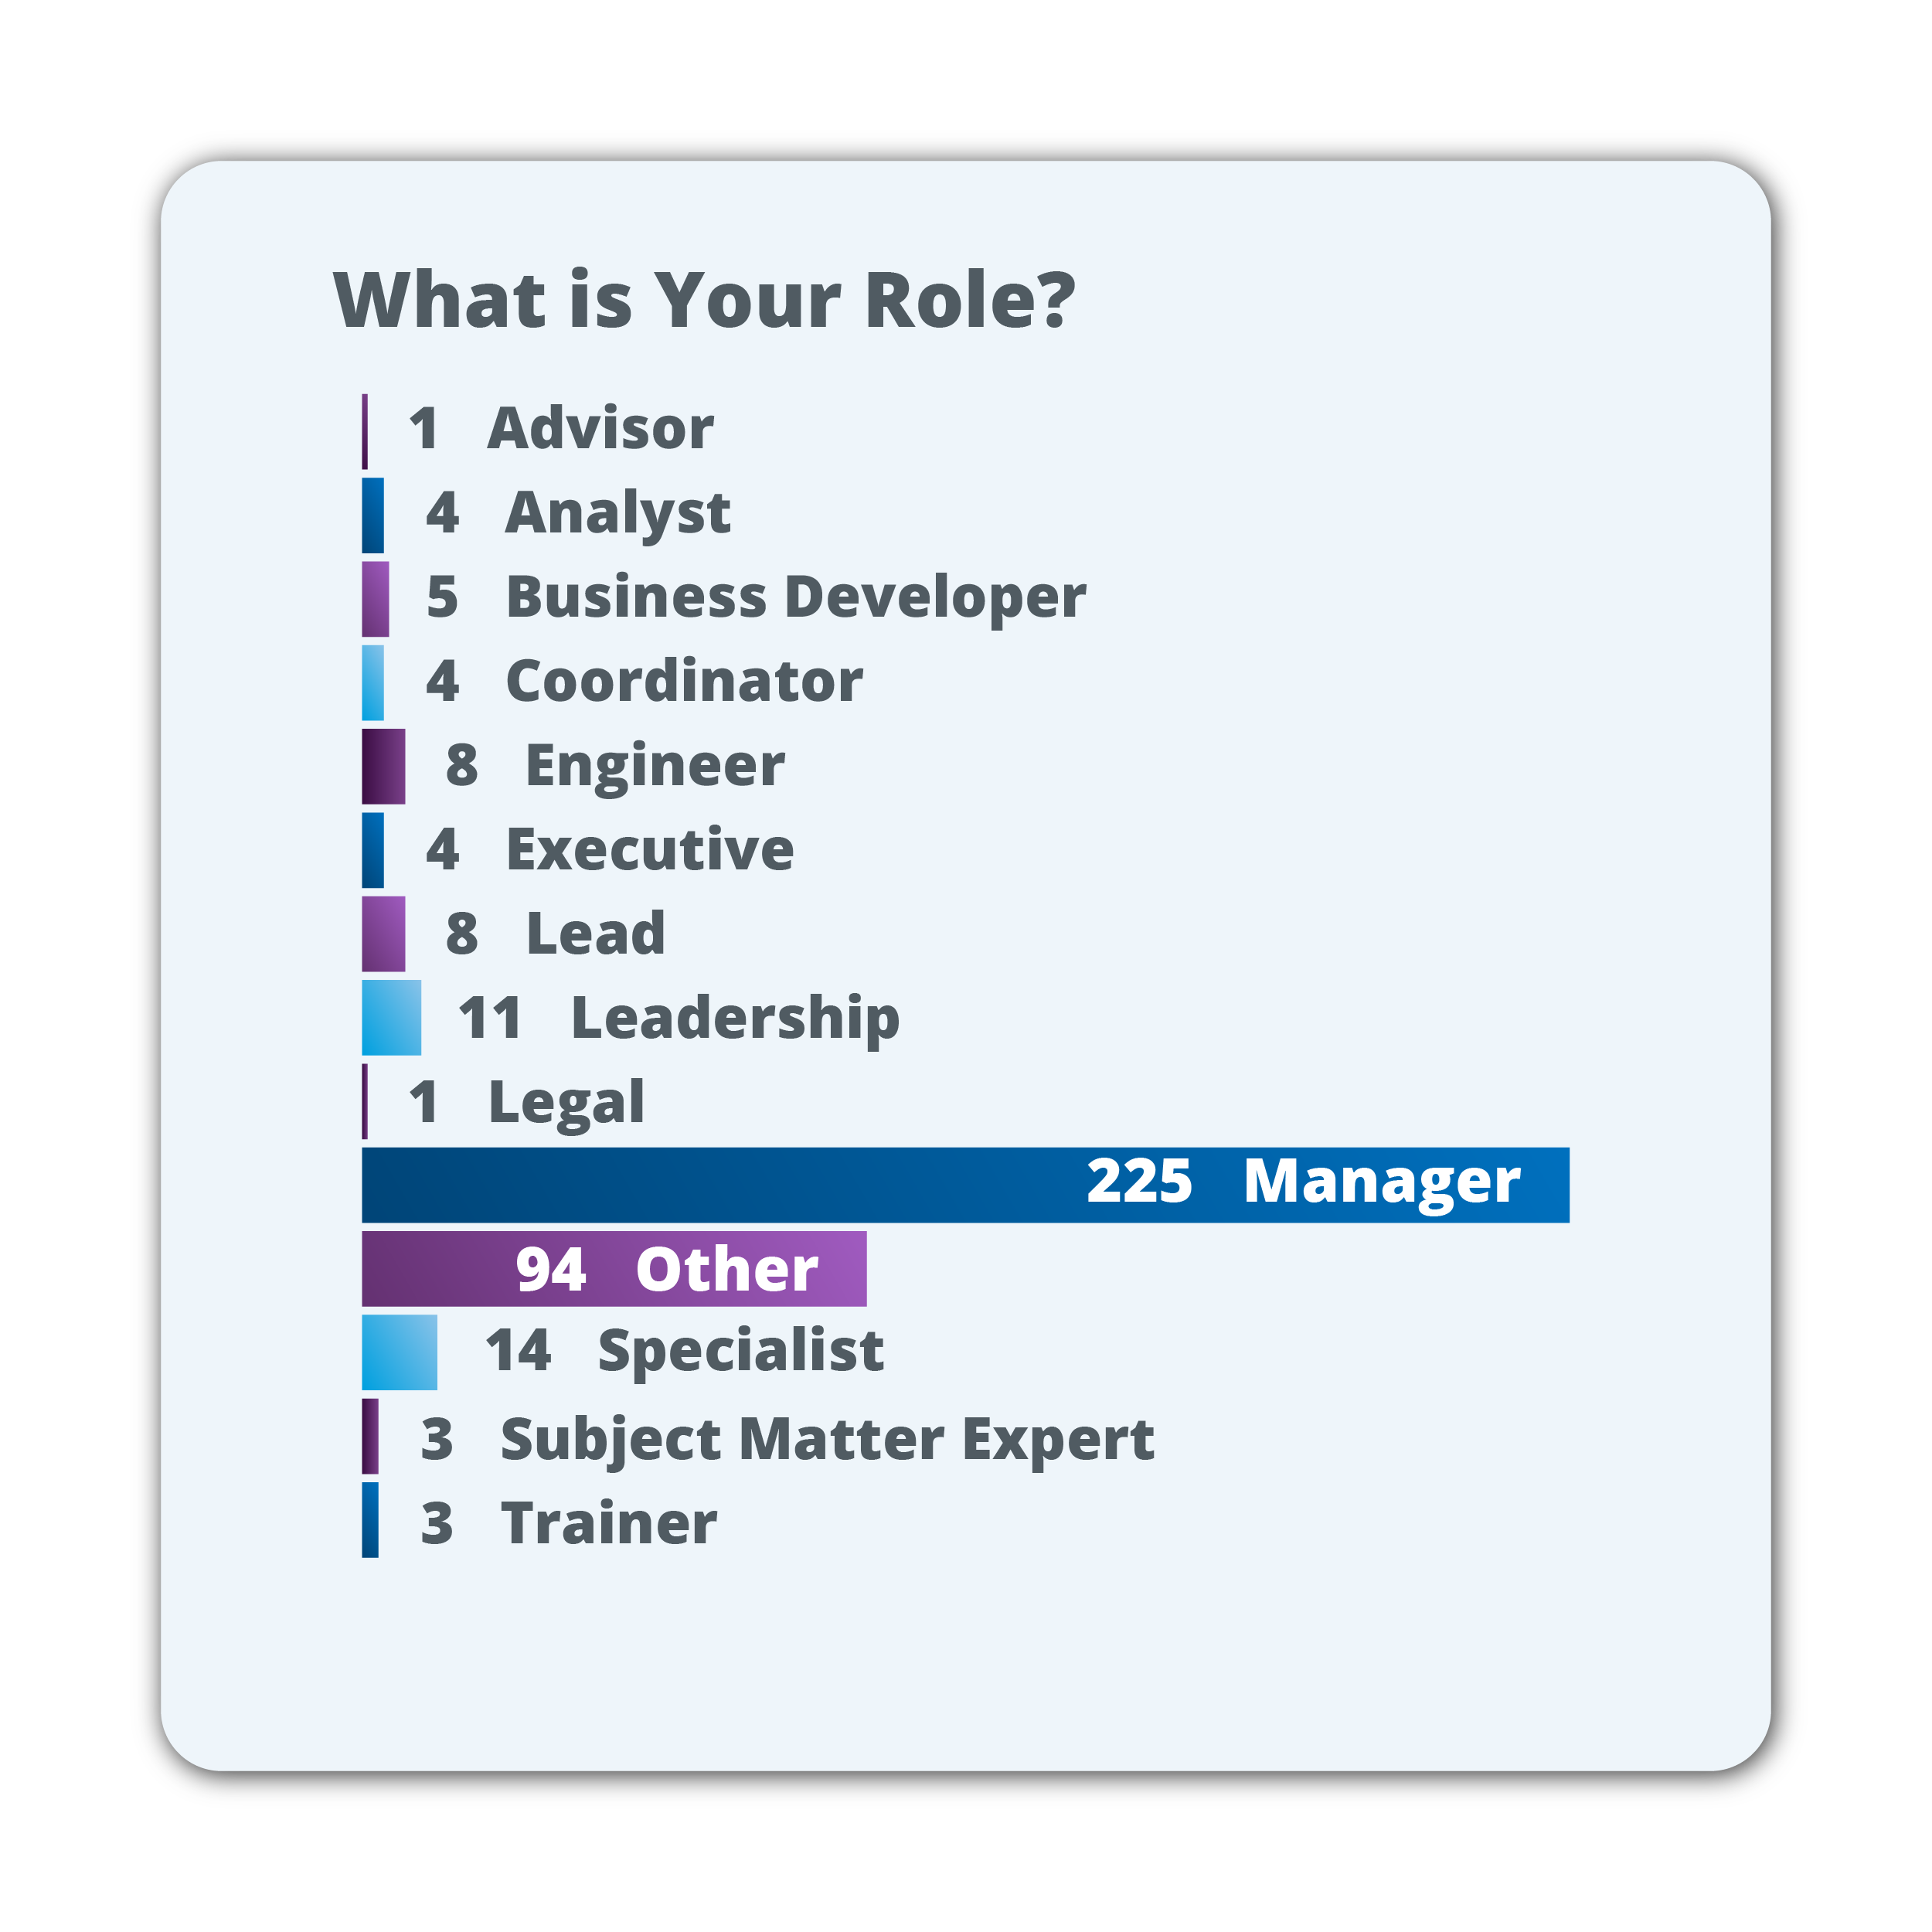 What is Your Role?
1 Advisor
4 Analyst
5 Business Developer
4 Coordinator
8 Engineer
4 Executive
8 Lead
11 Leadership
1 Legal
225 Manager
94 Other
14 Specialist
3 Subject Matter Expert
3 Trainer